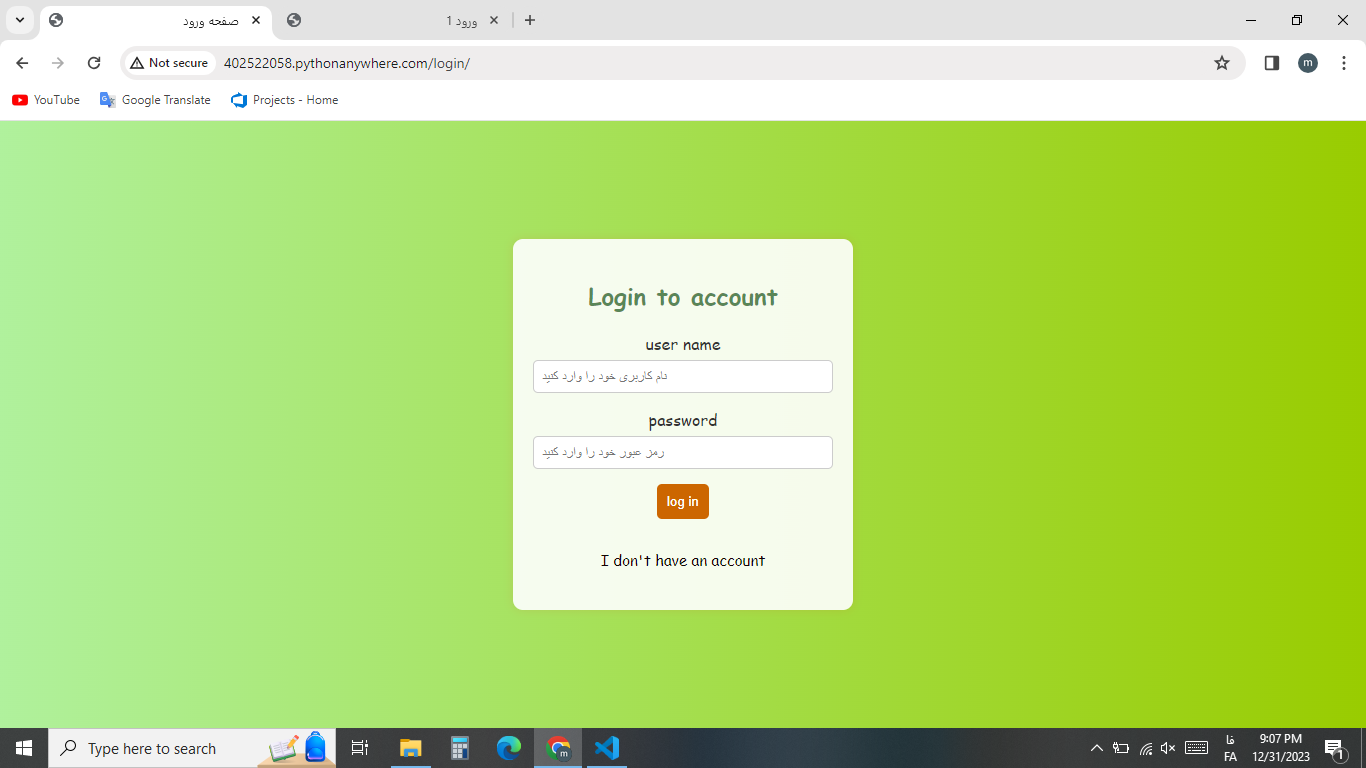 صفحه ورود
ورود 1
Not secure
402522058.pythonanywhere.com/login/
m
YouTube
Google Translate
Projects - Home
Login to account
user name
نام کاربری خود را وارد کنید
password
رمز عبور خود را وارد کنید
log in
I don't have an account
Type here to search
m
فا
FA
9:07 PM
12/31/2023
1